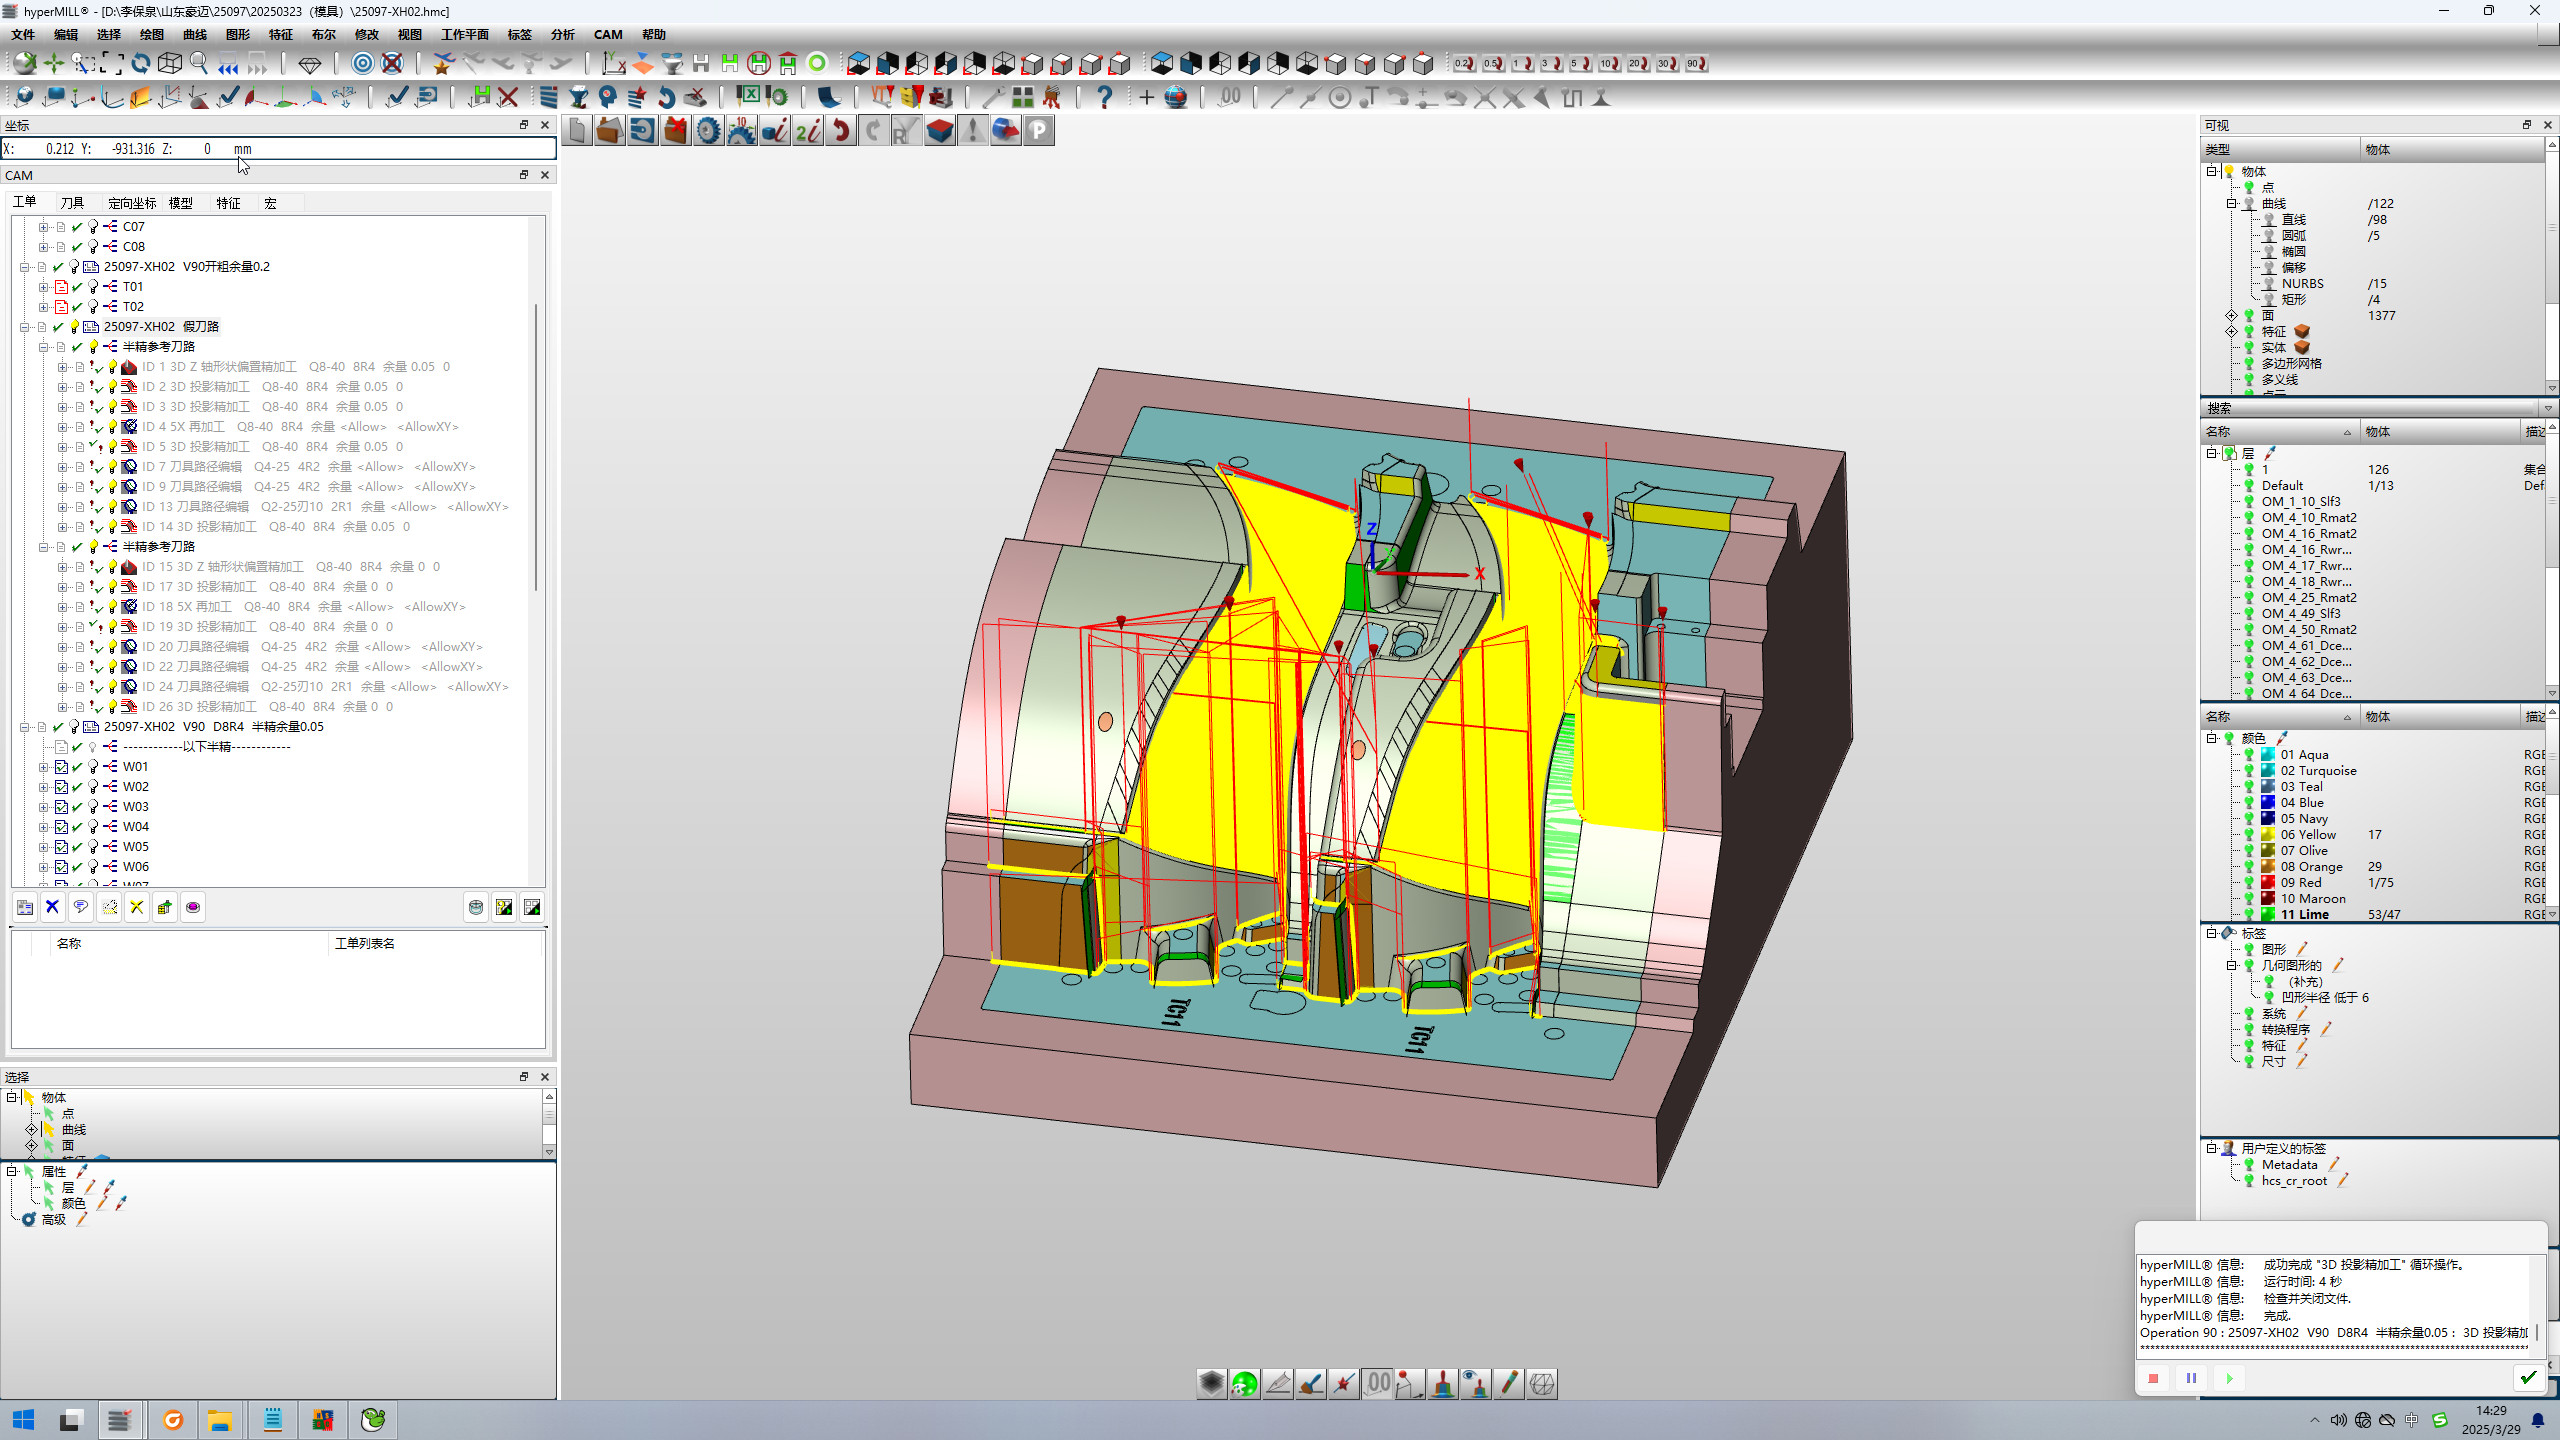 hyperMILL® - [D:\李保泉\山东豪迈\25097\20250323（模具）\25097-XH02.hmc]
文件 编辑 选择 绘图 曲线 图形 特征 布尔 修改 视图 工作平面 标签 分析 CAM 帮助
0.2 0.5 1 3 5 10 20 30 90
坐标
X: 0.212 Y: -931.316 Z: 0 mm
CAM
工单 刀具 定向坐标 模型 特征 宏
C07
C08
25097-XH02 V90开粗余量0.2
T01
T02
25097-XH02 假刀路
半精参考刀路
ID 1 3D Z 轴形状偏置精加工 Q8-40 8R4 余量 0.05 0
ID 2 3D 投影精加工 Q8-40 8R4 余量 0.05 0
ID 3 3D 投影精加工 Q8-40 8R4 余量 0.05 0
ID 4 5X 再加工 Q8-40 8R4 余量 <Allow> <AllowXY>
ID 5 3D 投影精加工 Q8-40 8R4 余量 0.05 0
ID 7 刀具路径编辑 Q4-25 4R2 余量 <Allow> <AllowXY>
ID 9 刀具路径编辑 Q4-25 4R2 余量 <Allow> <AllowXY>
ID 13 刀具路径编辑 Q2-25刃10 2R1 余量 <Allow> <AllowXY>
ID 14 3D 投影精加工 Q8-40 8R4 余量 0.05 0
半精参考刀路
ID 15 3D Z 轴形状偏置精加工 Q8-40 8R4 余量 0 0
ID 17 3D 投影精加工 Q8-40 8R4 余量 0 0
ID 18 5X 再加工 Q8-40 8R4 余量 <Allow> <AllowXY>
ID 19 3D 投影精加工 Q8-40 8R4 余量 0 0
ID 20 刀具路径编辑 Q4-25 4R2 余量 <Allow> <AllowXY>
ID 22 刀具路径编辑 Q4-25 4R2 余量 <Allow> <AllowXY>
ID 24 刀具路径编辑 Q2-25刃10 2R1 余量 <Allow> <AllowXY>
ID 26 3D 投影精加工 Q8-40 8R4 余量 0 0
25097-XH02 V90 D8R4 半精余量0.05
------------以下半精------------
W01
W02
W03
W04
W05
W06
W07
名称 工单列表名
选择
物体
点
曲线
面
属性
层
颜色
高级
Z
X
TC11
TC11
可视
类型 物体
物体
点
曲线 /122
直线 /98
圆弧 /5
椭圆
偏移
NURBS /15
矩形 /4
面 1377
特征
实体
多边形网格
多义线
搜索
名称 物体 描述
层
1 126 集合
Default 1/13 Def
OM_1_10_Slf3
OM_4_10_Rmat2
OM_4_16_Rmat2
OM_4_16_Rwr...
OM_4_17_Rwr...
OM_4_18_Rwr...
OM_4_25_Rmat2
OM_4_49_Slf3
OM_4_50_Rmat2
OM_4_61_Dce...
OM_4_62_Dce...
OM_4_63_Dce...
OM_4_64_Dce...
名称 物体 描述
颜色
01 Aqua RGB
02 Turquoise RGB
03 Teal RGB
04 Blue RGB
05 Navy RGB
06 Yellow 17 RGB
07 Olive RGB
08 Orange 29 RGB
09 Red 1/75 RGB
10 Maroon RGB
11 Lime 53/47 RGB
标签
图形
几何图形的
（补充）
凹形半径 低于 6
系统
转换程序
特征
尺寸
用户定义的标签
Metadata
hcs_cr_root
hyperMILL® 信息: 成功完成 "3D 投影精加工" 循环操作。
hyperMILL® 信息: 运行时间: 4 秒
hyperMILL® 信息: 检查并关闭文件.
hyperMILL® 信息: 完成.
Operation 90 : 25097-XH02 V90 D8R4 半精余量0.05 : 3D 投影精加
中
14:29
2025/3/29